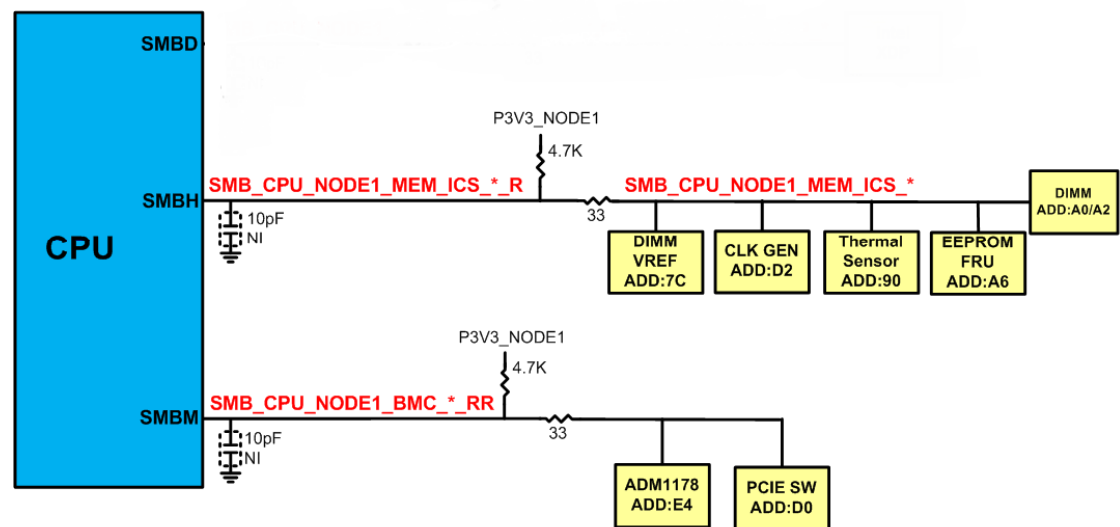 SMBD
P3V3_NODE1
4.7K
SMB_CPU_NODE1_MEM_ICS_*_R
SMB_CPU_NODE1_MEM_ICS_*
SMBH
33
10pF
NI
CPU
DIMM
VREF
ADD:7C
CLK GEN
ADD:D2
Thermal
Sensor
ADD:90
EEPROM
FRU
ADD:A6
DIMM
ADD:A0/A2
P3V3_NODE1
4.7K
SMB_CPU_NODE1_BMC_*_RR
SMBM
33
10pF
NI
ADM1178
ADD:E4
PCIE SW
ADD:D0